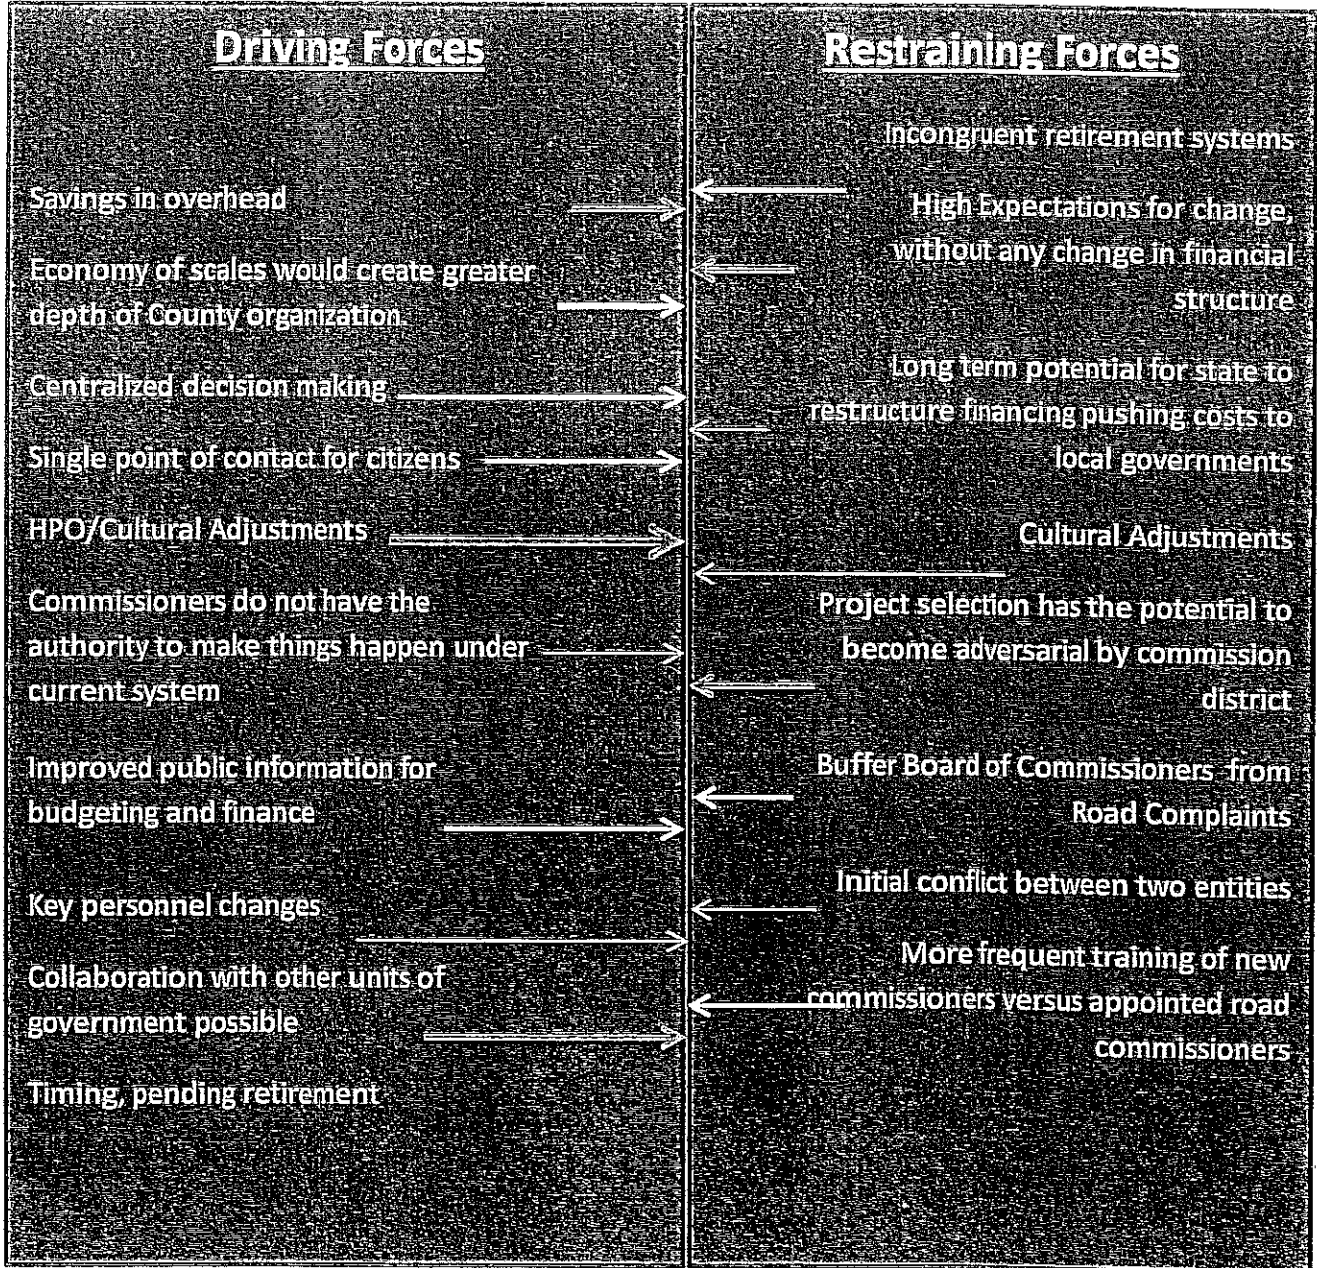 Driving Forces
Savings in overhead
Economy of scales would create greater
depth of County organization
Centralized decision making
Single point of contact for citizens
HPO/Cultural Adjustments
Commissioners do not have the
authority to make things happen under
current system
Improved public information for
budgeting and finance
Key personnel changes
Collaboration with other units of
government possible
Timing, pending retirement
Restraining Forces
Incongruent retirement systems
High Expectations for change,
without any change in financial
structure
Long term potential for state to
restructure financing pushing costs to
local governments
Cultural Adjustments
Project selection has the potential to
become adversarial by commission
district
Buffer Board of Commissioners from
Road Complaints
Initial conflict between two entities
More frequent training of new
commissioners versus appointed road
commissioners